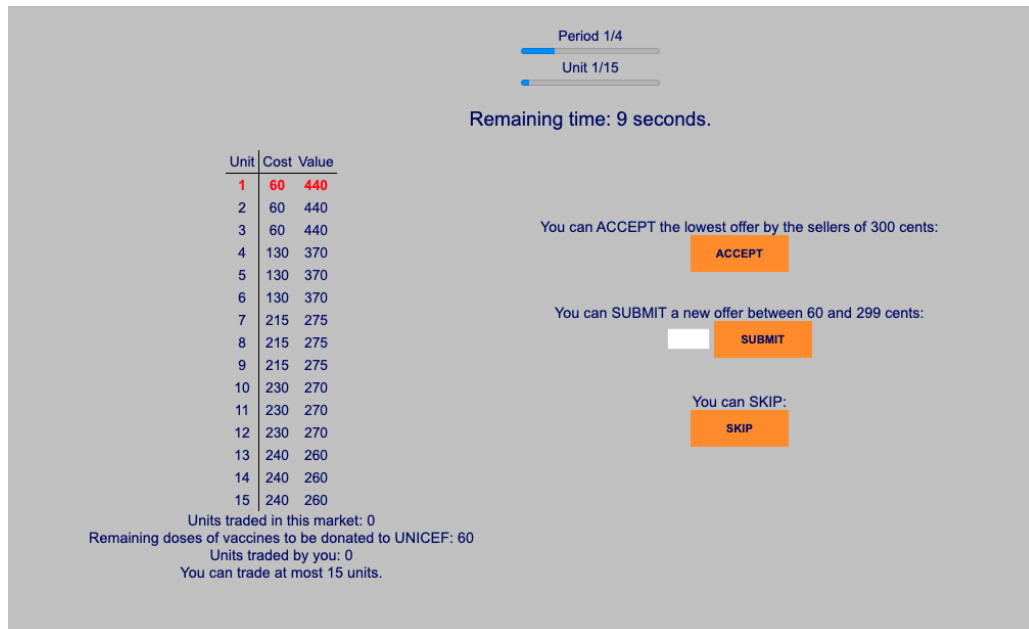 Period 1/4
Unit 1/15
Remaining time: 9 seconds.
Unit Cost Value
1 60 440
2 60 440
3 60 440
4 130 370
5 130 370
6 130 370
7 215 275
8 215 275
9 215 275
10 230 270
11 230 270
12 230 270
13 240 260
14 240 260
15 240 260
Units traded in this market: 0
Remaining doses of vaccines to be donated to UNICEF: 60
Units traded by you: 0
You can trade at most 15 units.
You can ACCEPT the lowest offer by the sellers of 300 cents:
ACCEPT
You can SUBMIT a new offer between 60 and 299 cents:
SUBMIT
You can SKIP:
SKIP